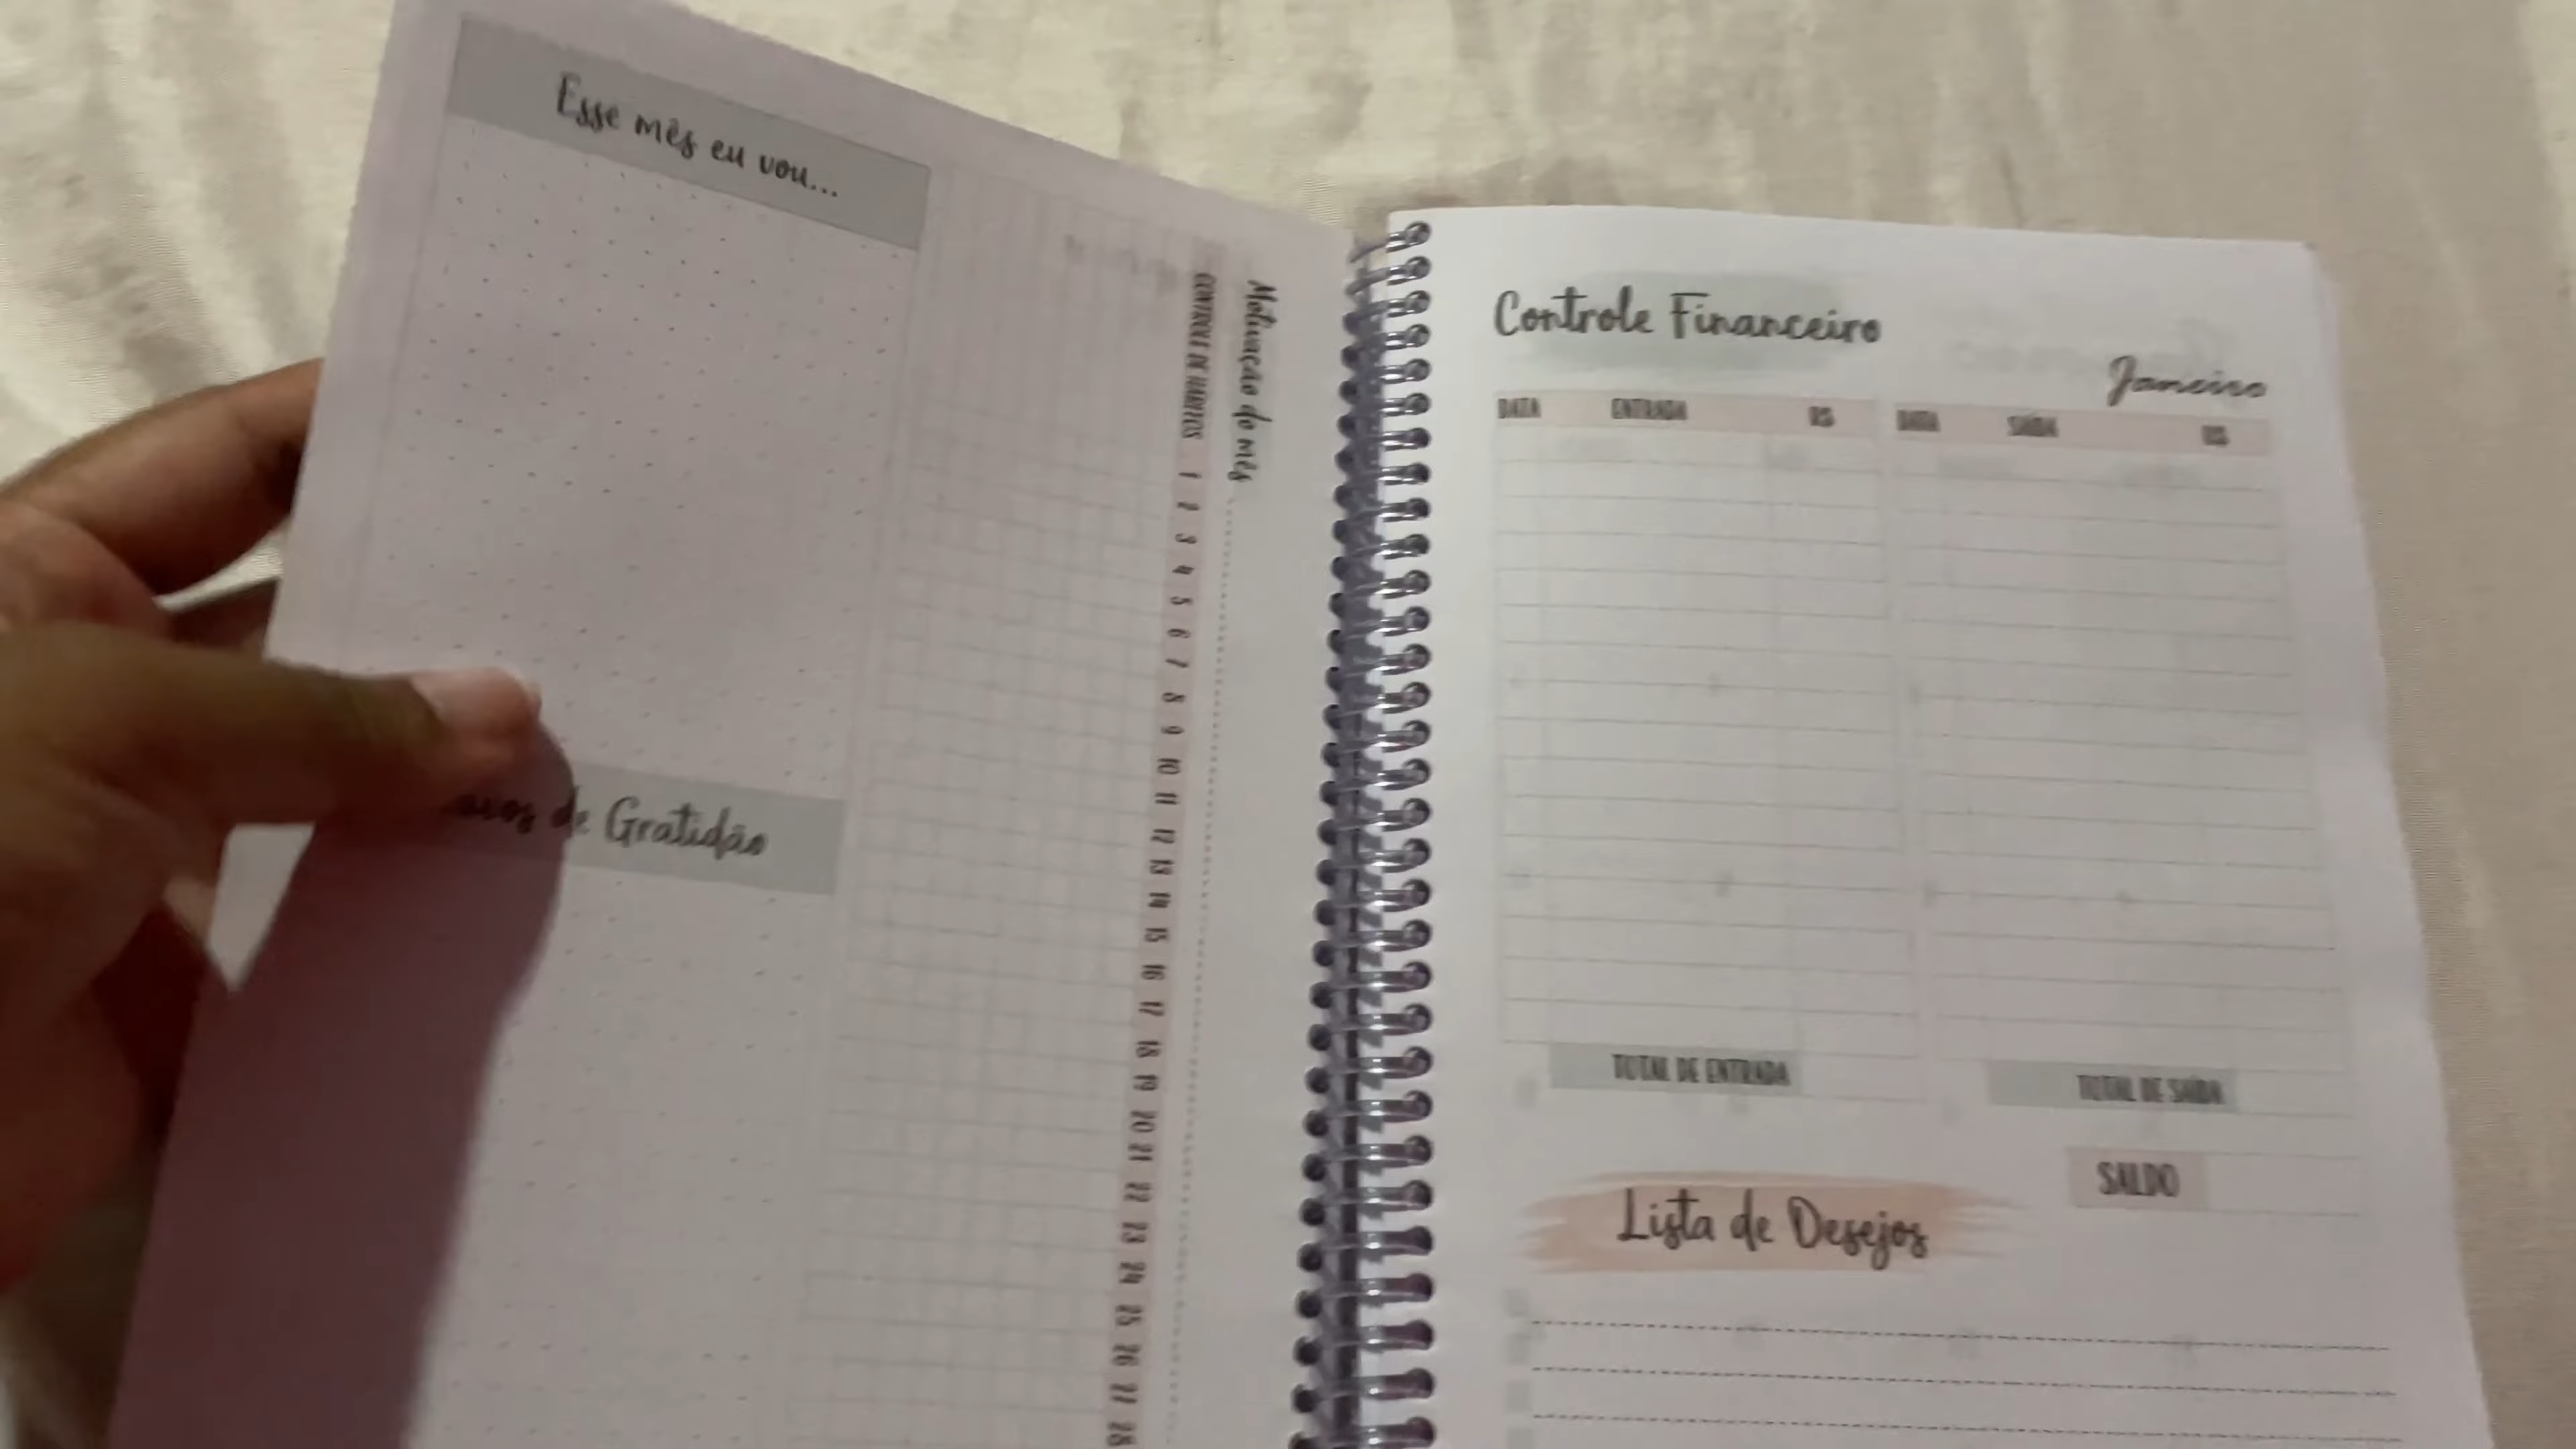 Esse mês eu vou...
de Gratidão
Motivação do mês
CONTROLE DE HÁBITOS 1 2 3 4 5 6 7 8 9 10 11 12 13 14 15 16 17 18 19 20 21 22 23 24 25 26 27 28
Controle Financeiro
Janeiro
DATA ENTRADA R$ DATA SAÍDA R$
TOTAL DE ENTRADA TOTAL DE SAÍDA
SALDO
Lista de Desejos